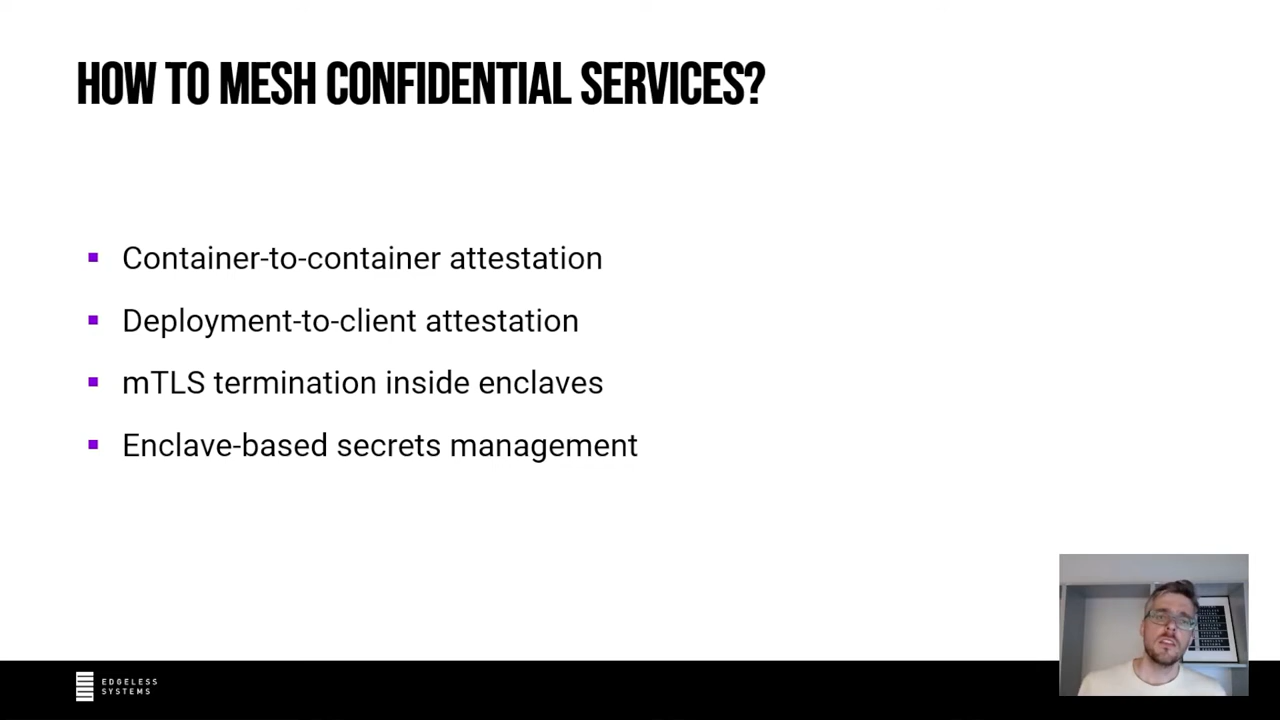 HOW TO MESH CONFIDENTIAL SERVICES?
Container-to-container attestation
Deployment-to-client attestation
mTLS termination inside enclaves
Enclave-based secrets management
EDGELESS
SYSTEMS